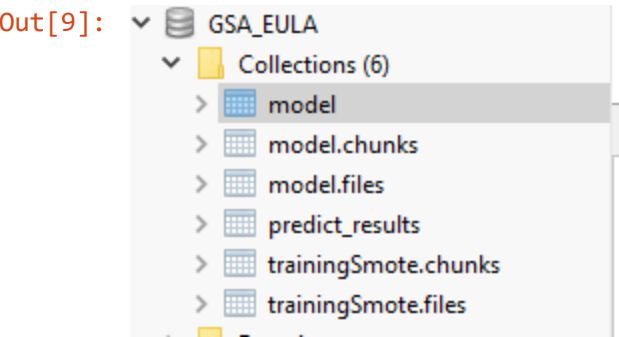 Out[9]:
GSA_EULA
Collections (6)
model
model.chunks
model.files
predict_results
trainingSmote.chunks
trainingSmote.files